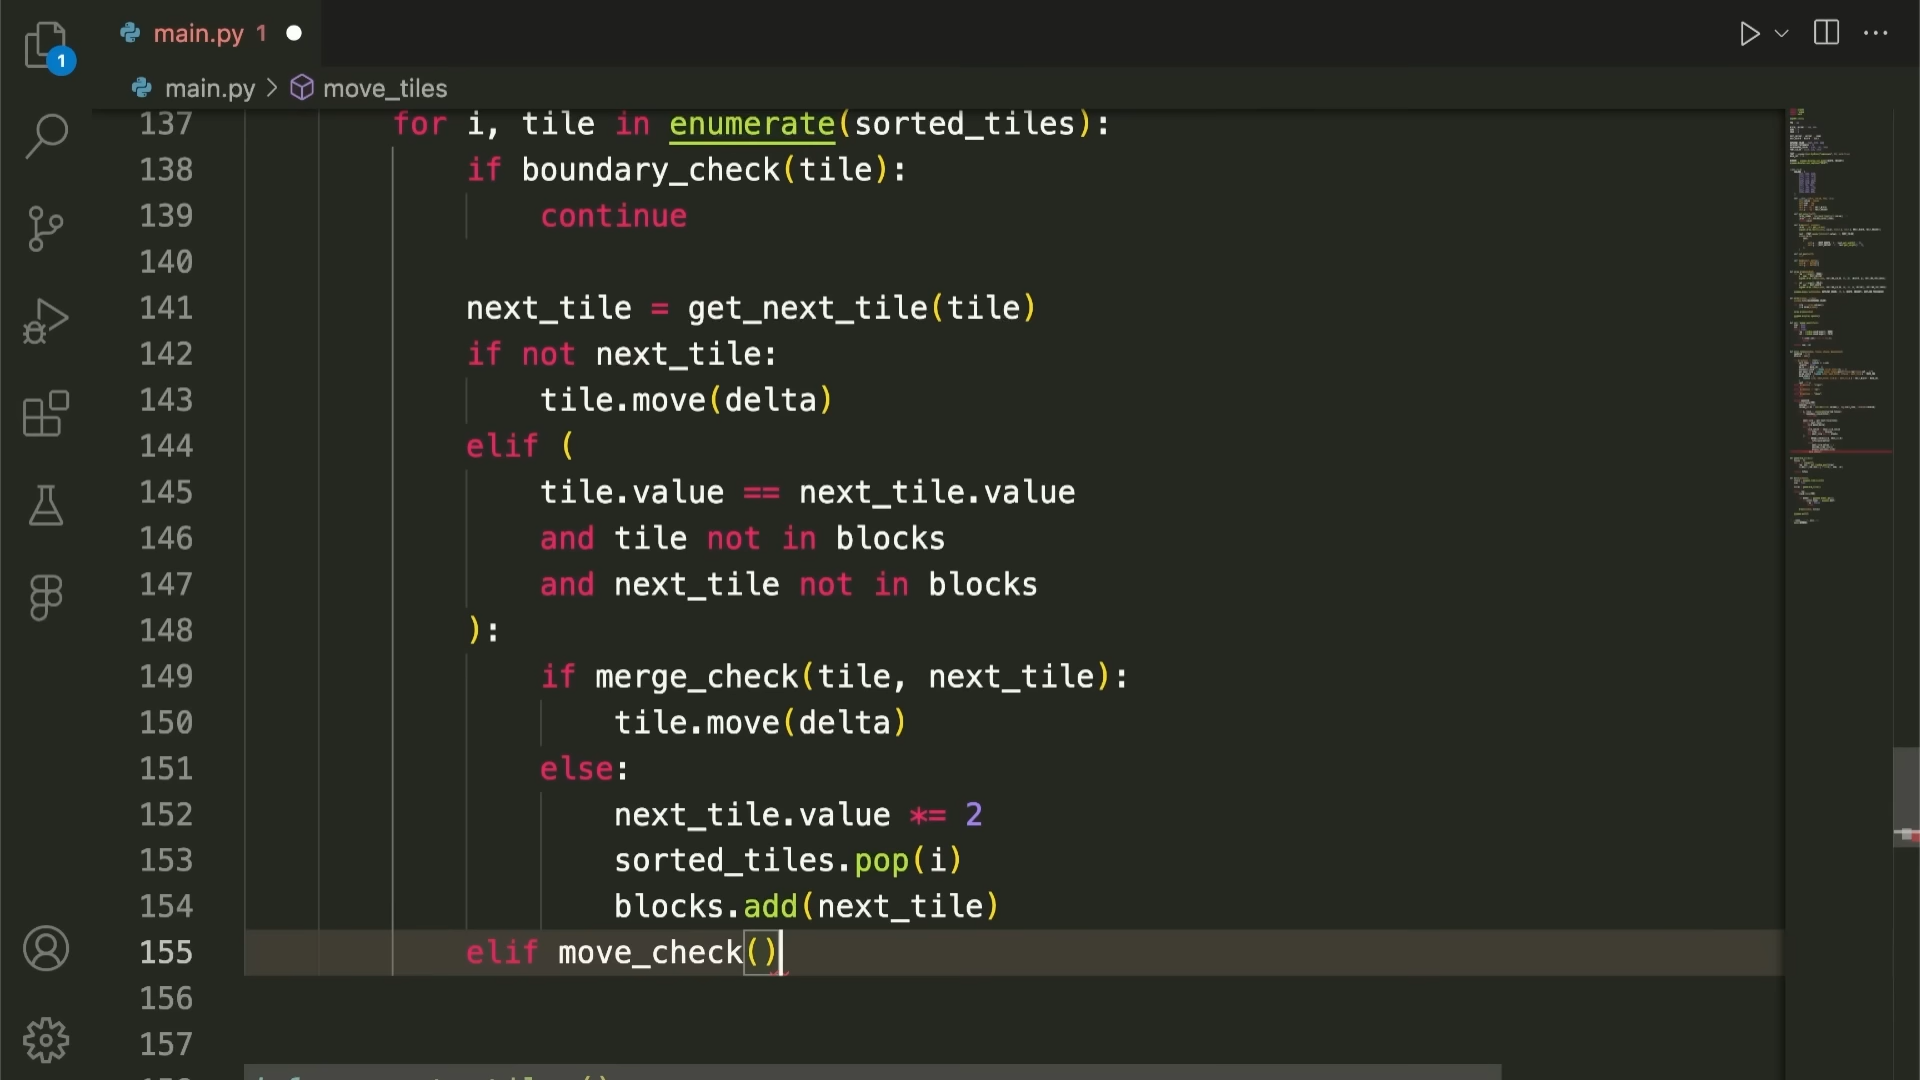 main.py 1
main.py > move_tiles
1
137 for i, tile in enumerate(sorted_tiles):
138 if boundary_check(tile):
139 continue
140
141 next_tile = get_next_tile(tile)
142 if not next_tile:
143 tile.move(delta)
144 elif (
145 tile.value == next_tile.value
146 and tile not in blocks
147 and next_tile not in blocks
148 ):
149 if merge_check(tile, next_tile):
150 tile.move(delta)
151 else:
152 next_tile.value *= 2
153 sorted_tiles.pop(i)
154 blocks.add(next_tile)
155 elif move_check()
156
157